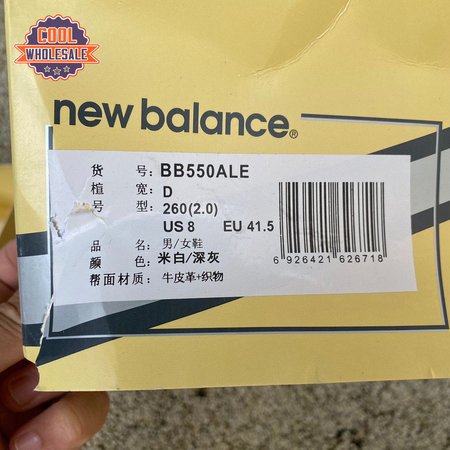 COOL
WHOLESALE
new balance®
货 号: BB550ALE
楦 宽: D
号 型: 260(2.0)
US 8 EU 41.5
品 名: 男/女鞋
颜 色: 米白/深灰
帮面材质: 牛皮革+织物
6 926421 626718